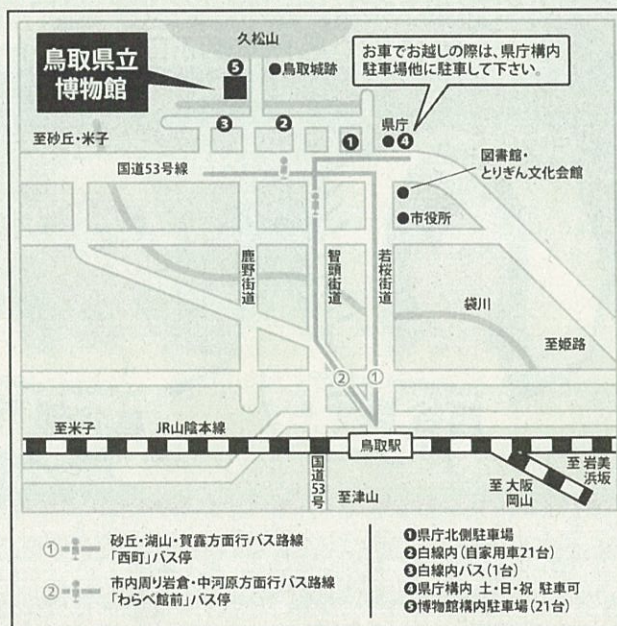 久松山
鳥取県立
博物館
❺
●鳥取城跡
お車でお越しの際は、県庁構内
駐車場他に駐車して下さい。
❸
❷
❶
県庁
●❹
至砂丘・米子
国道53号線
図書館・
とりぎん文化会館
●市役所
鹿野街道
智頭街道
若桜街道
袋川
至姫路
②
①
至米子
JR山陰本線
鳥取駅
国道53号
至津山
至 大阪
岡山
至 岩美
浜坂
① 砂丘・湖山・賀露方面行バス路線
「西町」バス停
② 市内周り岩倉・中河原方面行バス路線
「わらべ館前」バス停
❶県庁北側駐車場
❷白線内(自家用車21台)
❸白線内バス(1台)
❹県庁構内 土・日・祝 駐車可
❺博物館構内駐車場(21台)